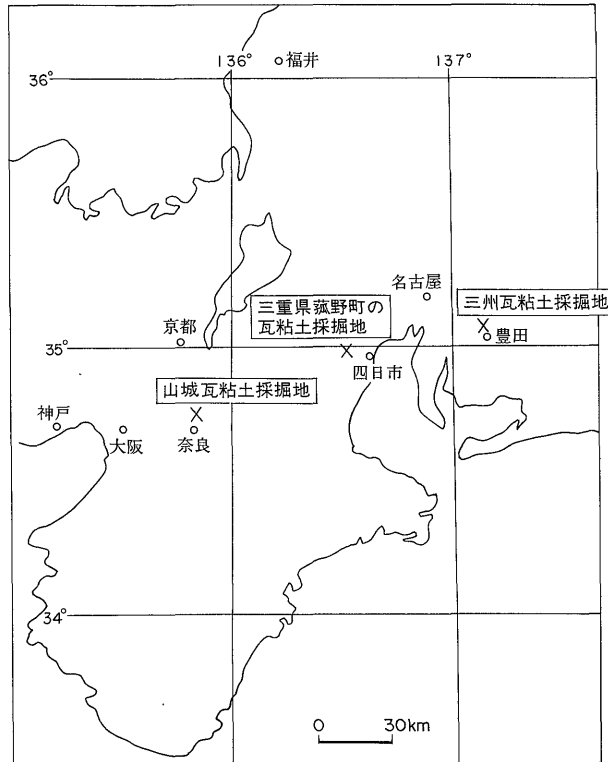 136°
137°
福井
36°
名古屋
三重県菰野町の
瓦粘土採掘地
三州瓦粘土採掘地
京都
豊田
35°
四日市
山城瓦粘土採掘地
神戸
大阪
奈良
34°
0 30km